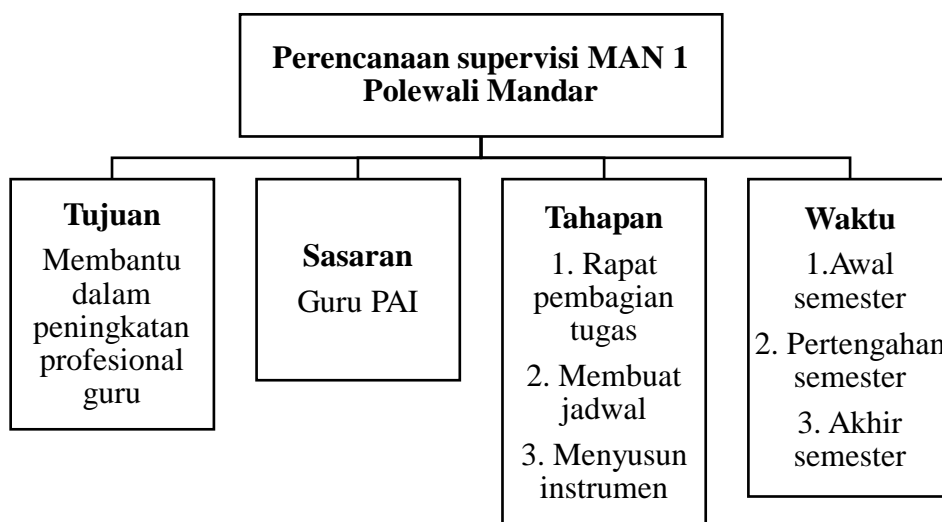 Perencanaan supervisi MAN 1
Polewali Mandar
Tujuan
Membantu
dalam
peningkatan
profesional
guru
Sasaran
Guru PAI
Tahapan
1. Rapat
pembagian
tugas
2. Membuat
jadwal
3. Menyusun
instrumen
Waktu
1.Awal
semester
2. Pertengahan
semester
3. Akhir
semester